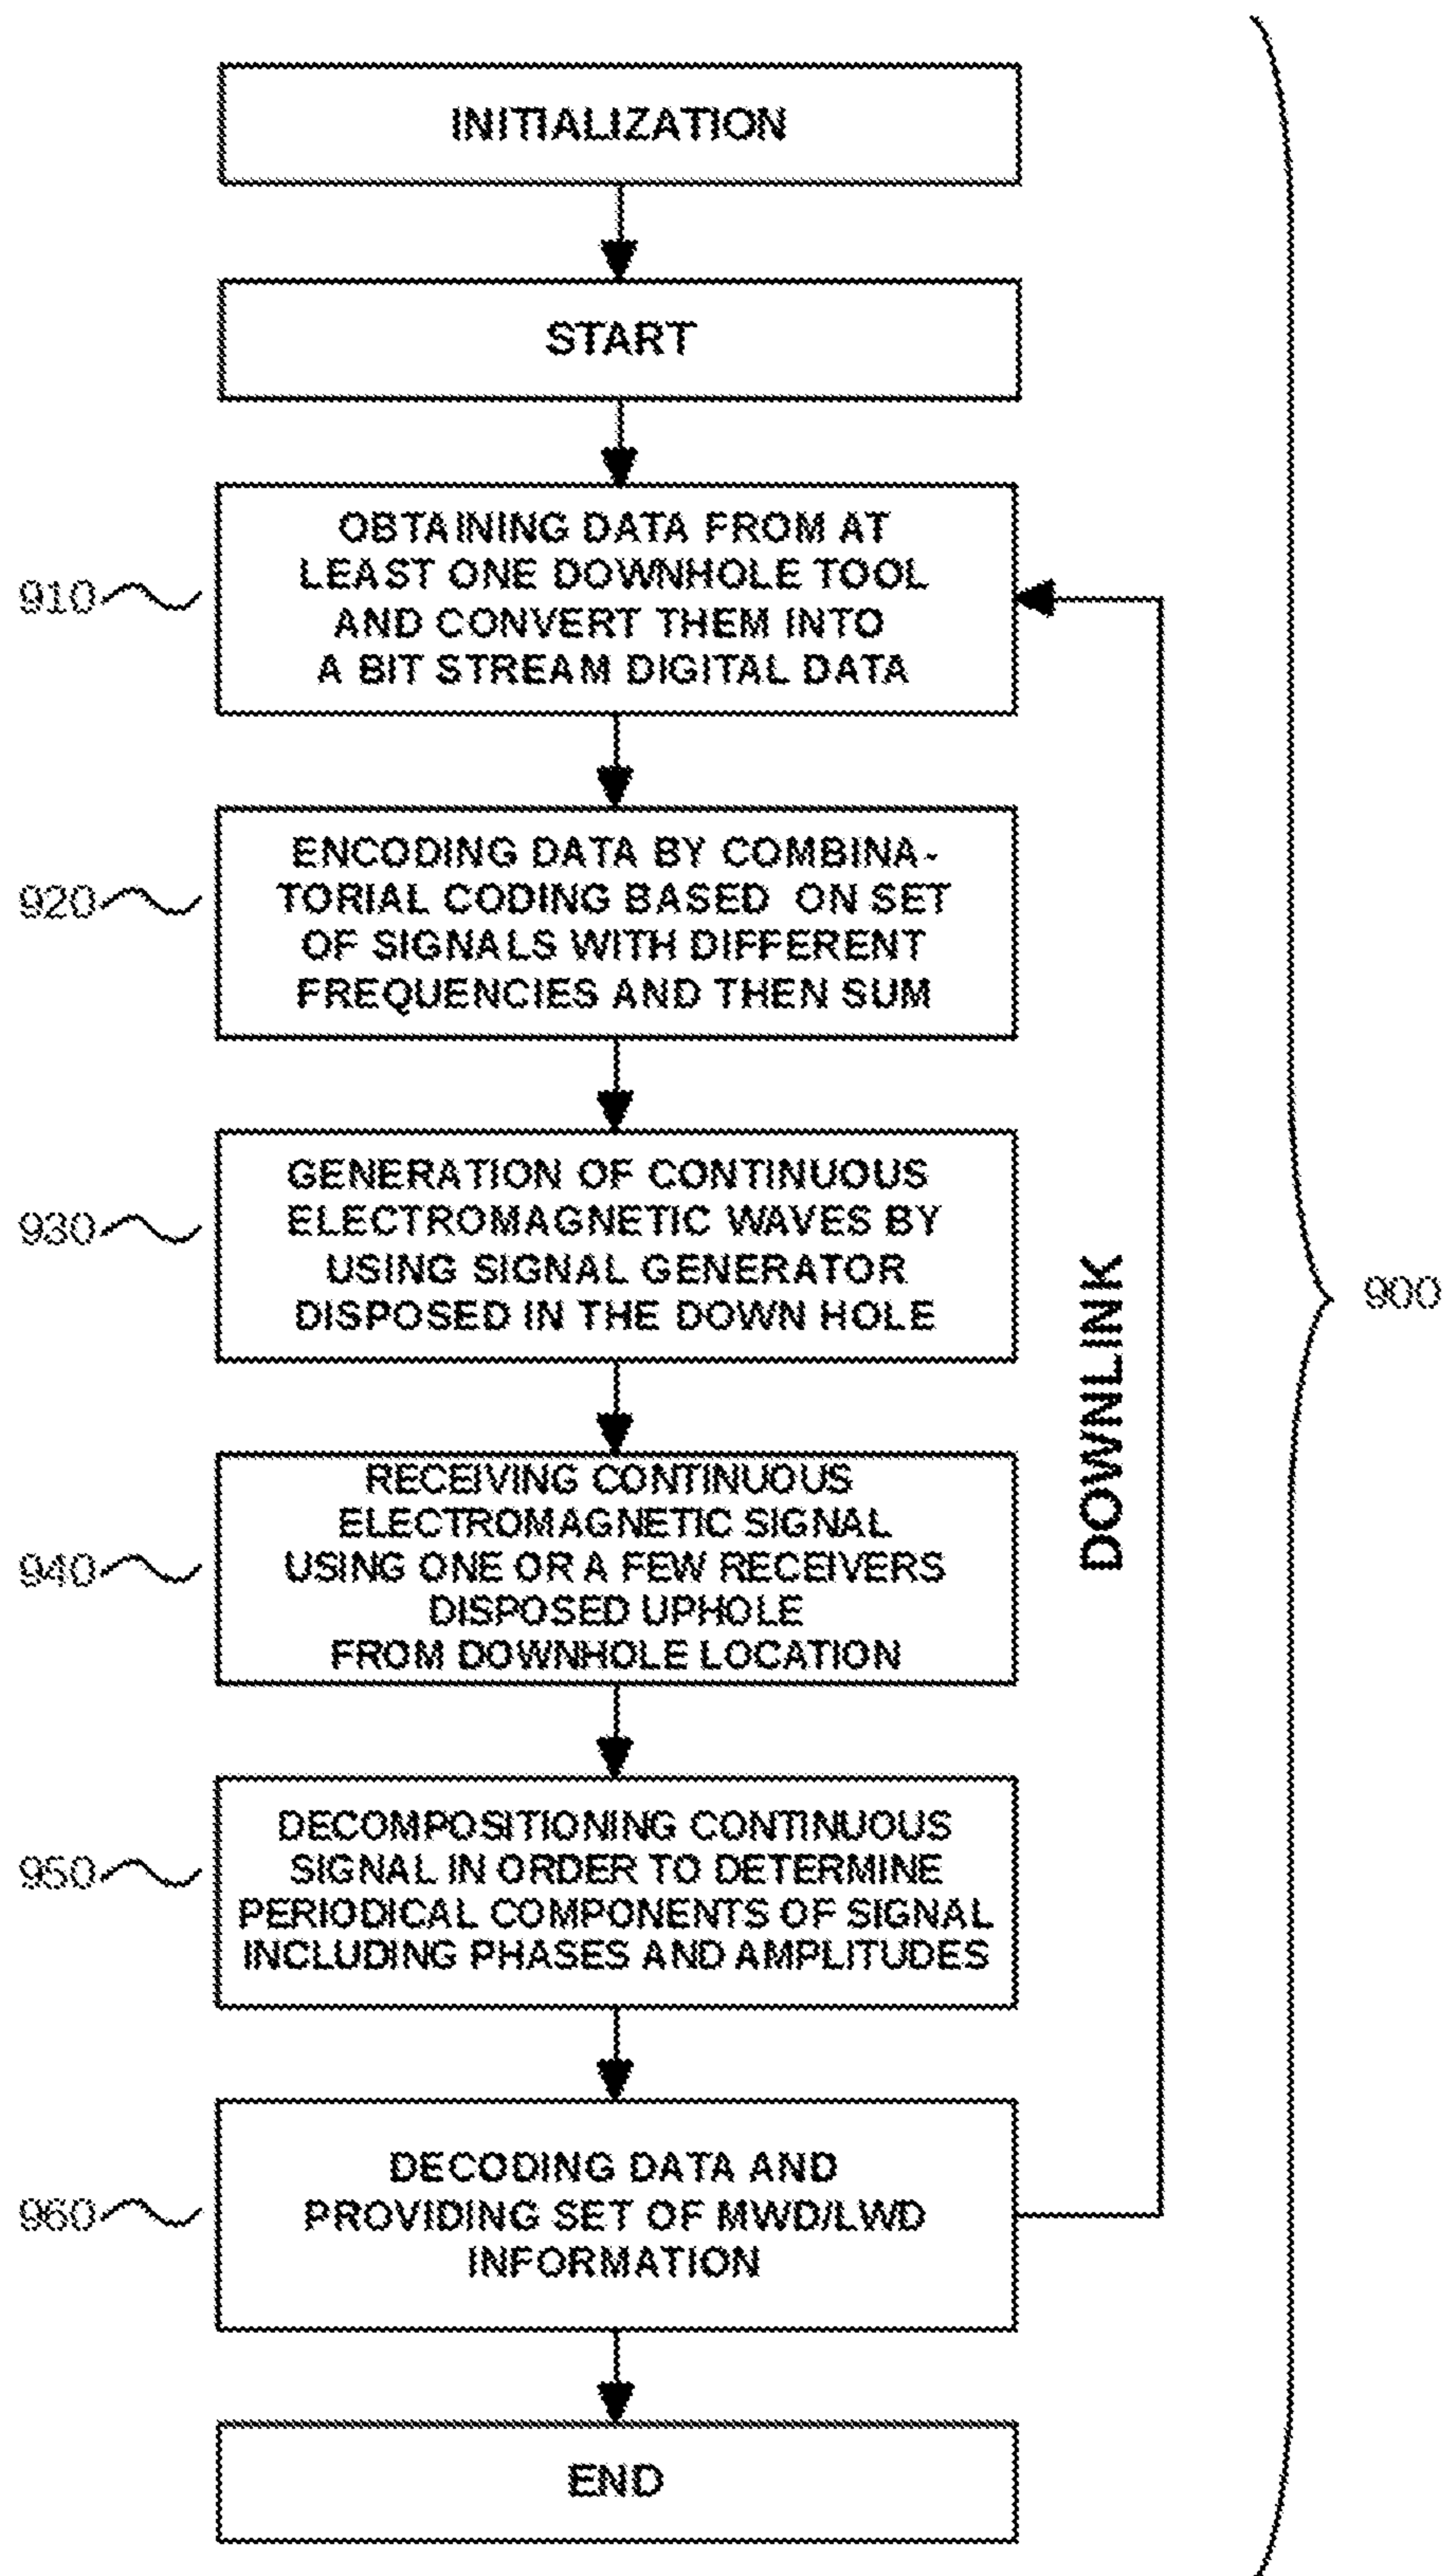 INITIALIZATION
START
910
OBTAINING DATA FROM AT
LEAST ONE DOWNHOLE TOOL
AND CONVERT THEM INTO
A BIT STREAM DIGITAL DATA
920
ENCODING DATA BY COMBINA-
TORIAL CODING BASED ON SET
OF SIGNALS WITH DIFFERENT
FREQUENCIES AND THEN SUM
930
GENERATION OF CONTINUOUS
ELECTROMAGNETIC WAVES BY
USING SIGNAL GENERATOR
DISPOSED IN THE DOWN HOLE
DOWNLINK
900
940
RECEIVING CONTINUOUS
ELECTROMAGNETIC SIGNAL
USING ONE OR A FEW RECEIVERS
DISPOSED UPHOLE
FROM DOWNHOLE LOCATION
950
DECOMPOSITIONING CONTINUOUS
SIGNAL IN ORDER TO DETERMINE
PERIODICAL COMPONENTS OF SIGNAL
INCLUDING PHASES AND AMPLITUDES
960
DECODING DATA AND
PROVIDING SET OF MWD/LWD
INFORMATION
END